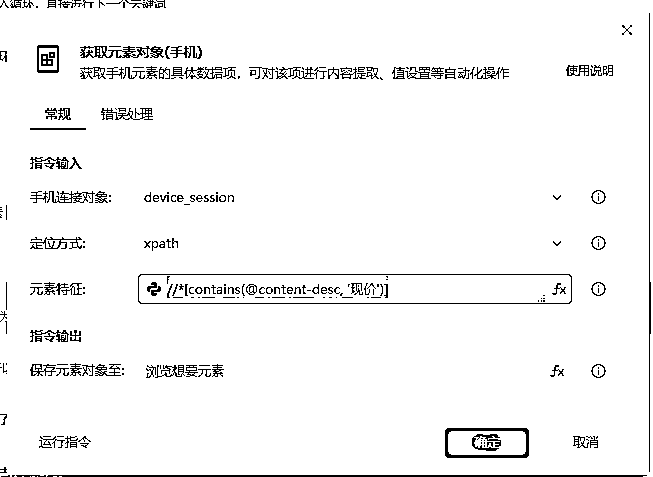 入循环，直接进行下一个关键词
获取元素对象(手机)
获取手机元素的具体数据项，可对该项进行内容提取、值设置等自动化操作
使用说明
常规 错误处理
指令输入
手机连接对象: device_session
定位方式: xpath
元素特征: //*[contains(@content-desc, '现价')] fx
指令输出
保存元素对象至: 浏览想要元素 fx
运行指令 确定 取消